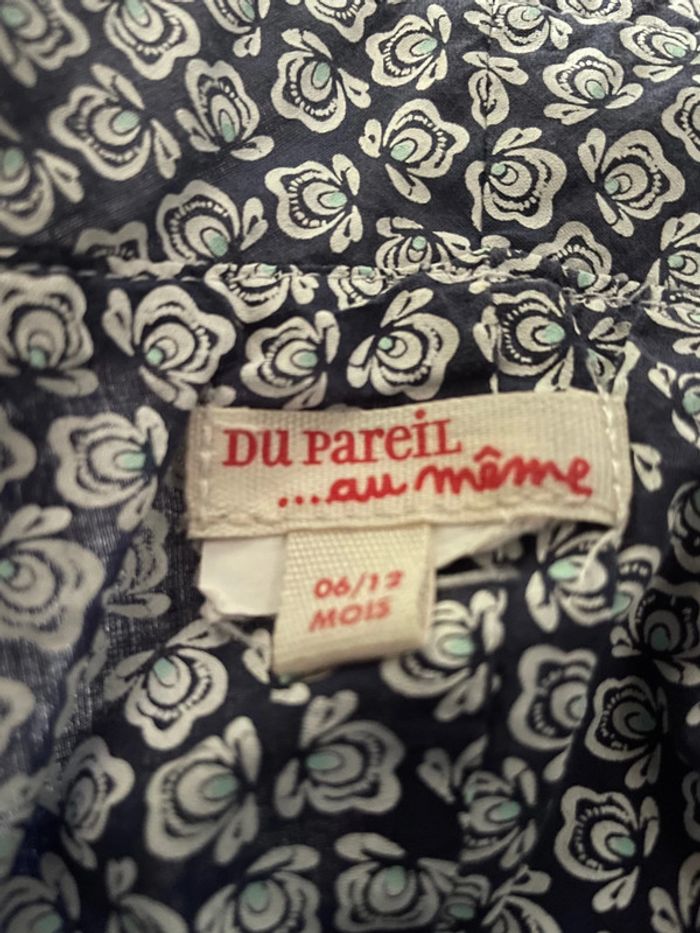 DU PAREIL
...au même
06/12
MOIS